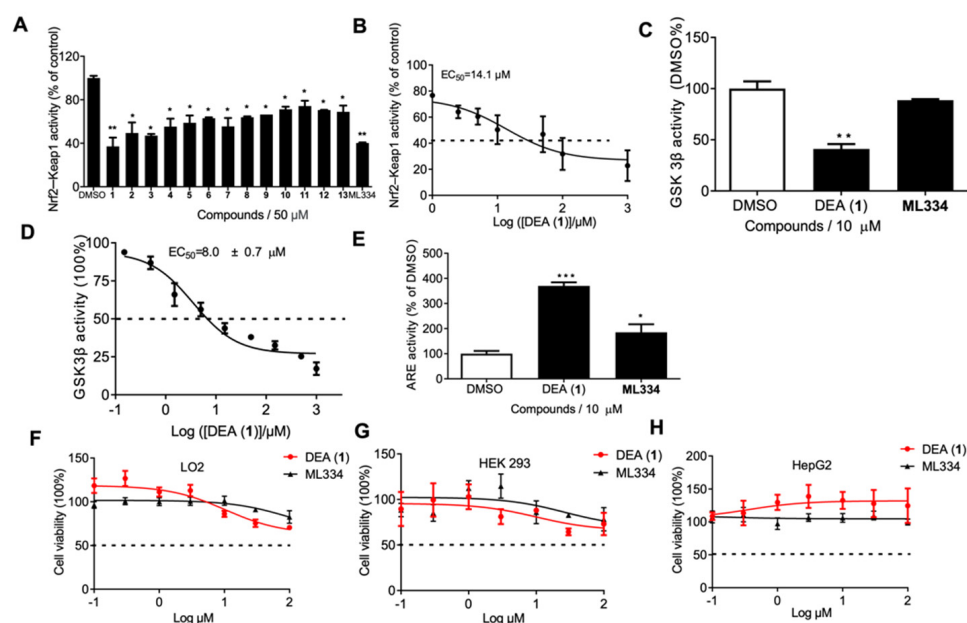 A
Nrf2–Keap1 activity (% of control)
120
80
40
0
** * * * * * * * * * * * * **
DMSO 1 2 3 4 5 6 7 8 9 10 11 12 13 ML334
Compounds / 50 μM
B
Nrf2–Keap1 activity (% of control)
EC50=14.1 μM
80
60
40
20
0
0 1 2 3
Log ([DEA (1)]/μM)
C
GSK 3β activity (DMSO%)
150
100
50
0
**
DMSO DEA (1) ML334
Compounds / 10 μM
D
GSK3β activity (100%)
EC50=8.0 ± 0.7 μM
100
75
50
25
0
-1 0 1 2 3
Log ([DEA (1)]/μM)
E
ARE activity (% of DMSO)
500
400
300
200
100
0
***
*
DMSO DEA (1) ML334
Compounds / 10 μM
F
Cell viability (100%)
LO2
DEA (1)
ML334
150
100
50
0
-1 0 1 2
Log μM
G
Cell viability (100%)
HEK 293
DEA (1)
ML334
150
100
50
0
-1 0 1 2
Log μM
H
Cell viability (100%)
HepG2
DEA (1)
ML334
200
150
100
50
0
-1 0 1 2
Log μM